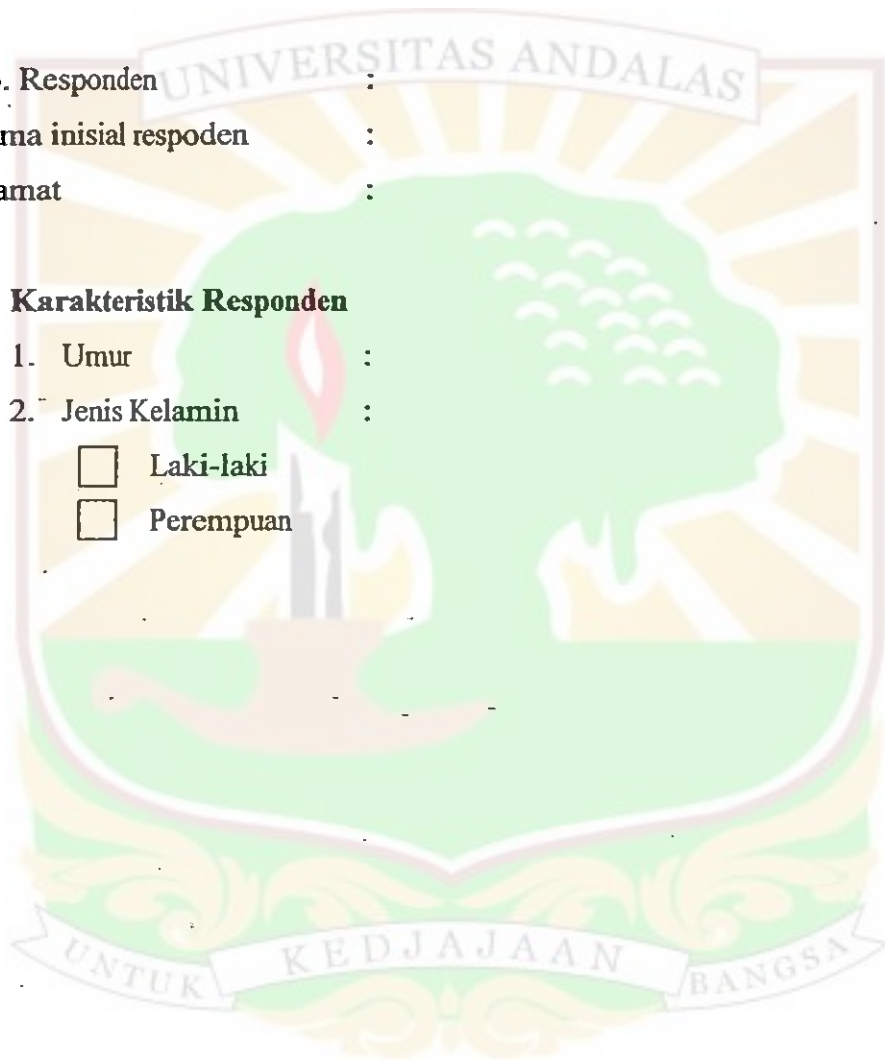 UNIVERSITAS ANDALAS
. Responden :
ma inisial respoden :
amat :
Karakteristik Responden
1. Umur :
2. Jenis Kelamin :
Laki-laki
Perempuan
UNTUK KEDJAJAAN BANGSA